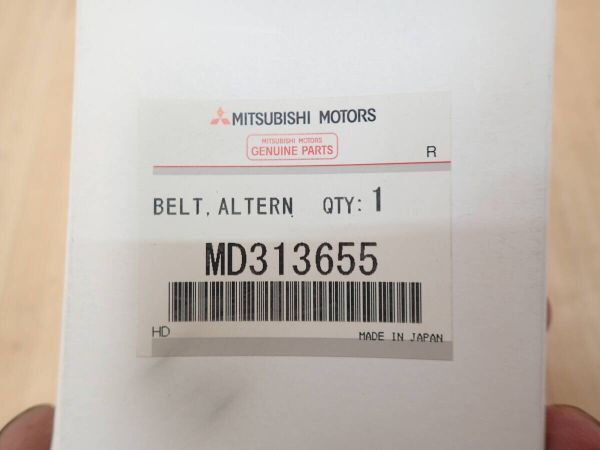 MITSUBISHI MOTORS
MITSUBISHI MOTORS
GENUINE PARTS
R
BELT, ALTERN QTY: 1
MD313655
HD
MADE IN JAPAN